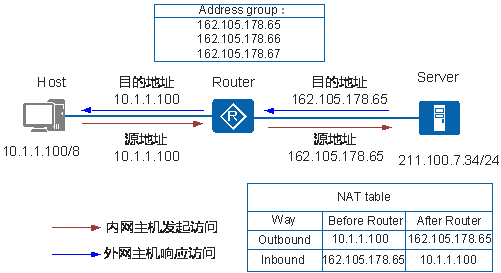 Address group :
162.105.178.65
162.105.178.66
162.105.178.67
Host
目的地址
Router
目的地址
Server
10.1.1.100
162.105.178.65
R
源地址
源地址
10.1.1.100/8
10.1.1.100
162.105.178.65
211.100.7.34/24
NAT table
Way Before Router After Router
Outbound 10.1.1.100 162.105.178.65
Inbound 162.105.178.65 10.1.1.100
内网主机发起访问
外网主机响应访问